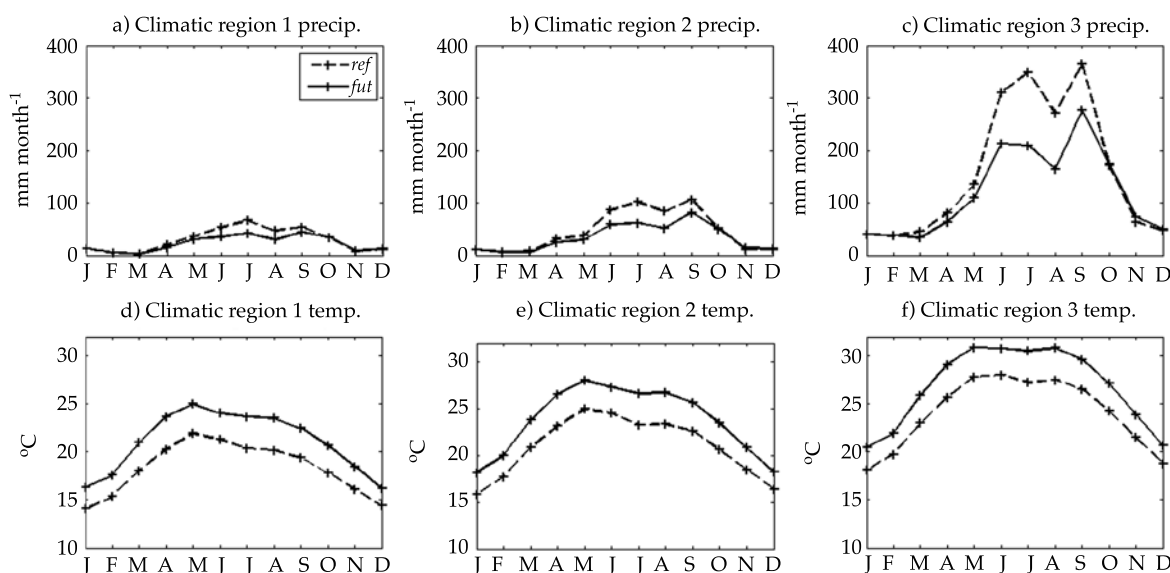 a) Climatic region 1 precip.
b) Climatic region 2 precip.
c) Climatic region 3 precip.
400
300
200
100
0
mm month-1
ref
fut
J F M A M J J A S O N D
400
300
200
100
0
mm month-1
J F M A M J J A S O N D
400
300
200
100
0
mm month-1
J F M A M J J A S O N D
d) Climatic region 1 temp.
e) Climatic region 2 temp.
f) Climatic region 3 temp.
30
25
20
15
10
ºC
J F M A M J J A S O N D
30
25
20
15
10
ºC
J F M A M J J A S O N D
30
25
20
15
10
ºC
J F M A M J J A S O N D